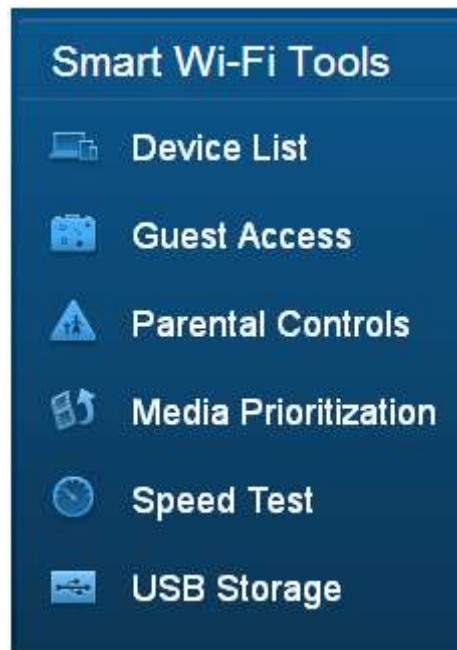 Smart Wi-Fi Tools
Device List
Guest Access
Parental Controls
Media Prioritization
Speed Test
USB Storage